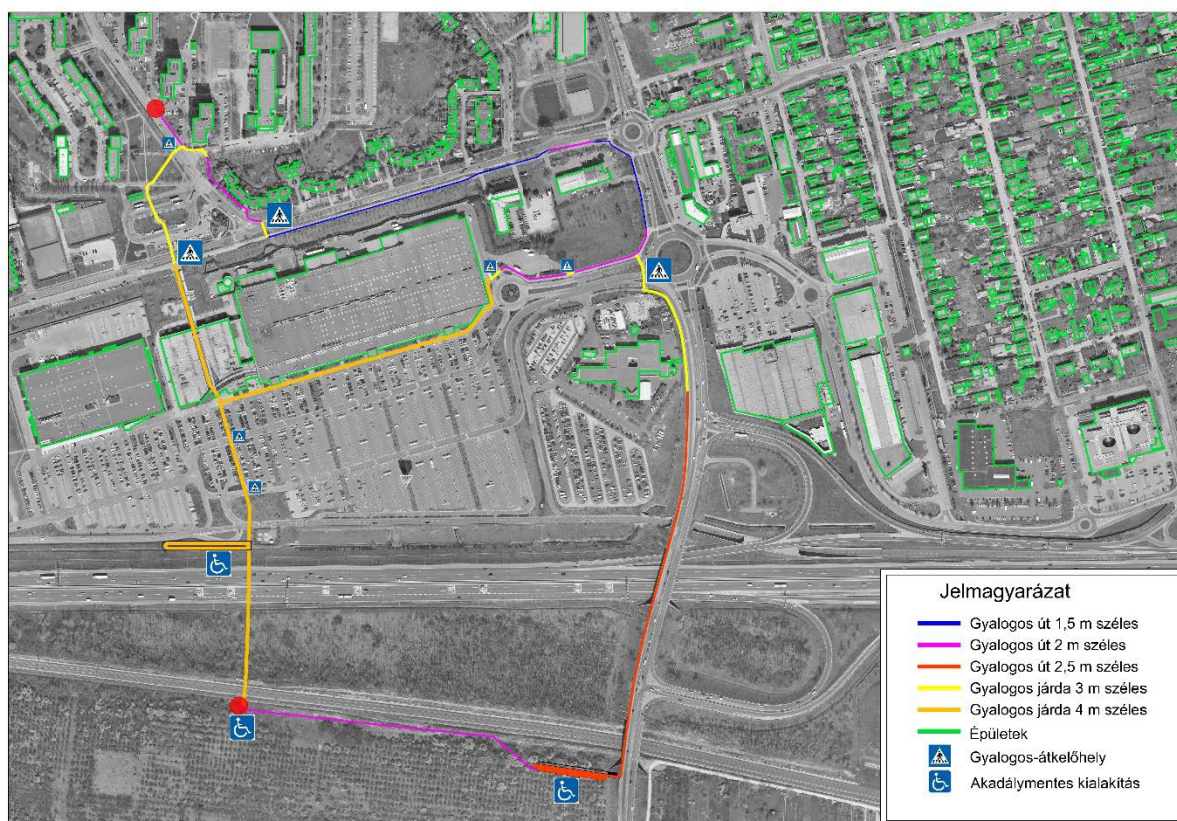 Jelmagyarázat
Gyalogos út 1,5 m széles
Gyalogos út 2 m széles
Gyalogos út 2,5 m széles
Gyalogos járda 3 m széles
Gyalogos járda 4 m széles
Épületek
Gyalogos-átkelőhely
Akadálymentes kialakítás